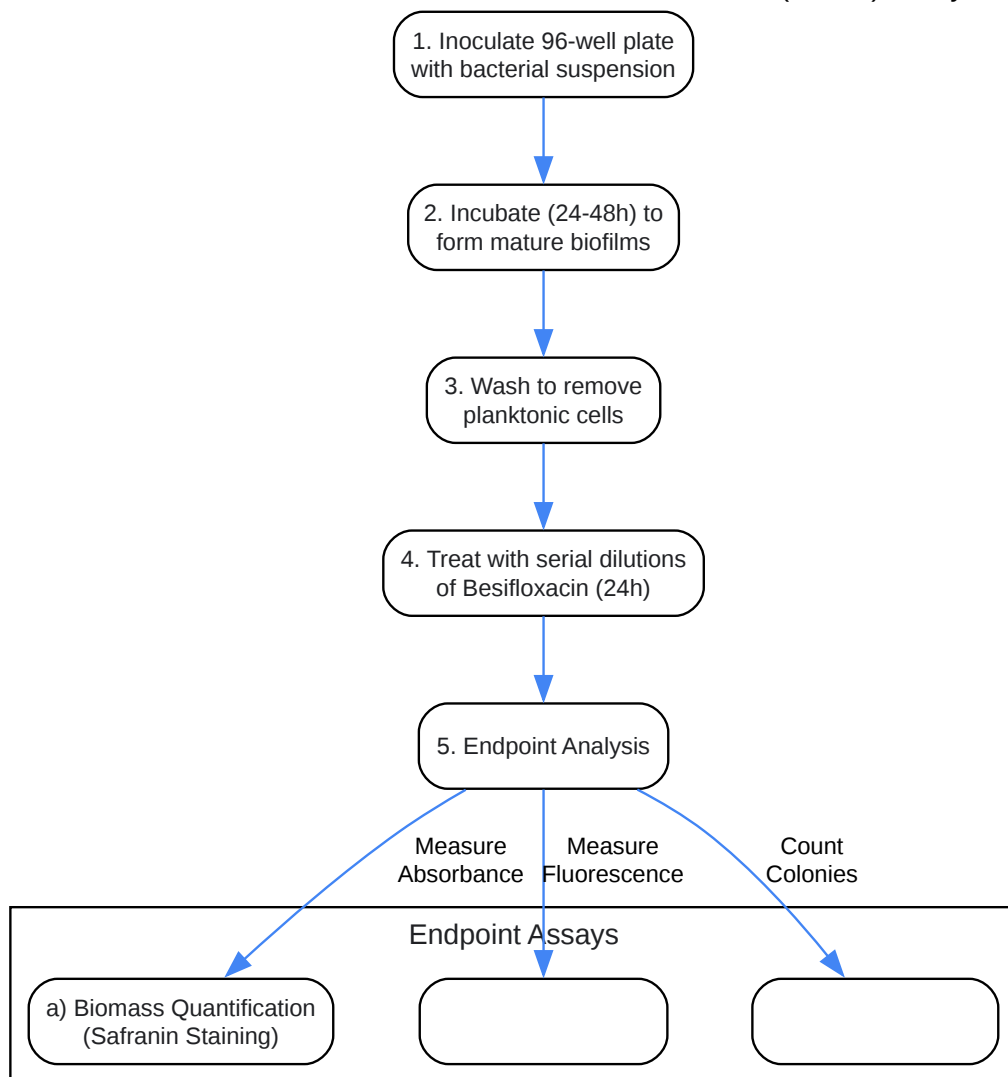 1. Inoculate 96-well plate
with bacterial suspension
2. Incubate (24-48h) to
form mature biofilms
3. Wash to remove
planktonic cells
4. Treat with serial dilutions
of Besifloxacin (24h)
5. Endpoint Analysis
Measure
Absorbance
Measure
Fluorescence
Count
Colonies
Endpoint Assays
a) Biomass Quantification
(Safranin Staining)